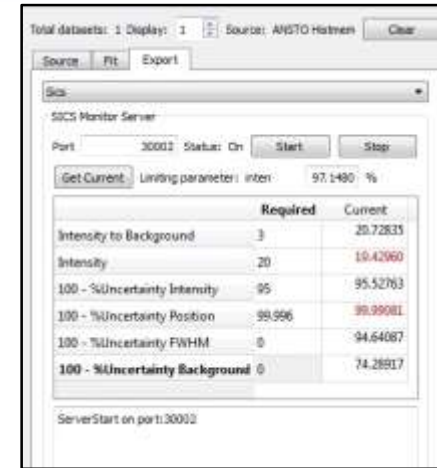 Total datasets: 1 Display: 1 Source: ANSTO Histmem Clear
Source Fit Export
Sics
SICS Monitor Server
Port 30002 Status: On Start Stop
Get Current Limiting parameter: inten 97.1480 %
Required Current
Intensity to Background 3 20.72835
Intensity 20 19.42960
100 - %Uncertainty Intensity 95 95.52763
100 - %Uncertainty Position 99.996 99.99081
100 - %Uncertainty FWHM 0 94.64087
100 - %Uncertainty Background 0 74.28917
ServerStart on port:30002